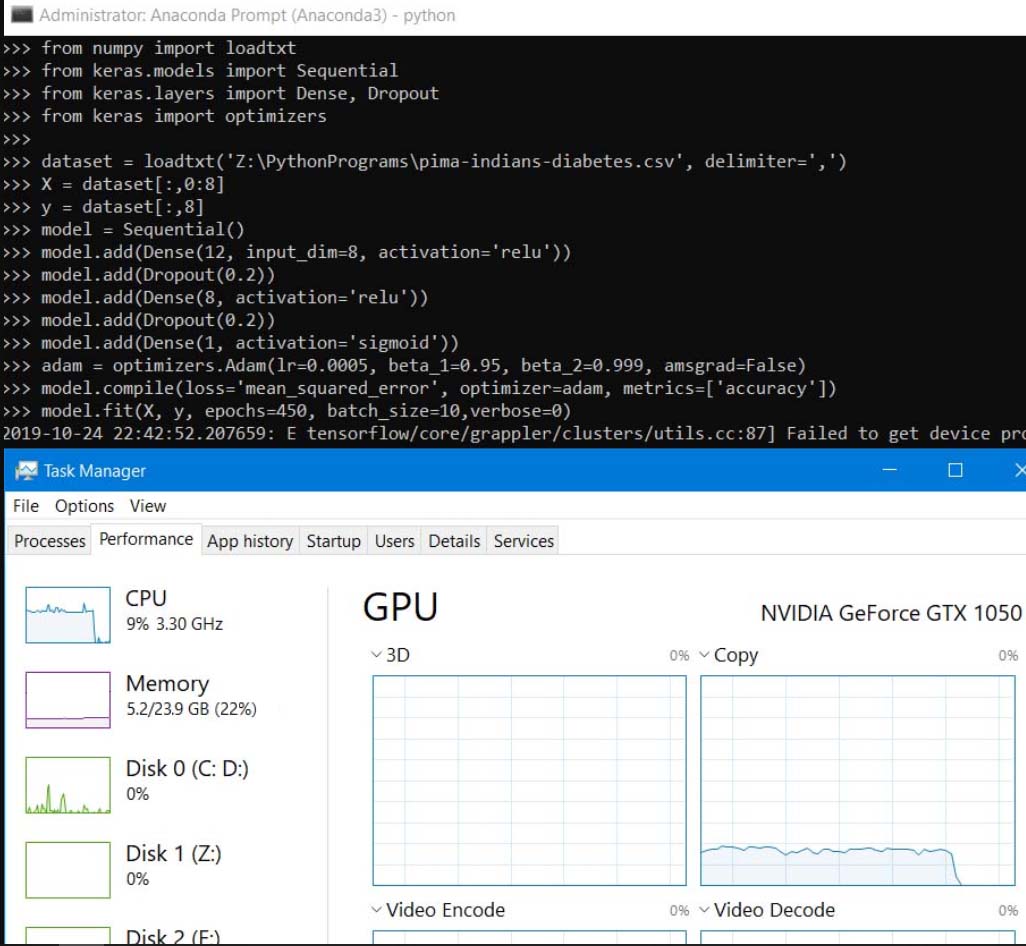 Administrator: Anaconda Prompt (Anaconda3) - python
>>> from numpy import loadtxt
>>> from keras.models import Sequential
>>> from keras.layers import Dense, Dropout
>>> from keras import optimizers
>>>
>>> dataset = loadtxt('Z:\PythonPrograms\pima-indians-diabetes.csv', delimiter=',')
>>> X = dataset[:,0:8]
>>> y = dataset[:,8]
>>> model = Sequential()
>>> model.add(Dense(12, input_dim=8, activation='relu'))
>>> model.add(Dropout(0.2))
>>> model.add(Dense(8, activation='relu'))
>>> model.add(Dropout(0.2))
>>> model.add(Dense(1, activation='sigmoid'))
>>> adam = optimizers.Adam(lr=0.0005, beta_1=0.95, beta_2=0.999, amsgrad=False)
>>> model.compile(loss='mean_squared_error', optimizer=adam, metrics=['accuracy'])
>>> model.fit(X, y, epochs=450, batch_size=10,verbose=0)
2019-10-24 22:42:52.207659: E tensorflow/core/grappler/clusters/utils.cc:87] Failed to get device pro
Task Manager
File Options View
Processes Performance App history Startup Users Details Services
CPU
9% 3.30 GHz
Memory
5.2/23.9 GB (22%)
Disk 0 (C: D:)
0%
Disk 1 (Z:)
0%
Disk 2 (F:)
GPU NVIDIA GeForce GTX 1050
3D 0% Copy 0%
Video Encode 0% Video Decode 0%